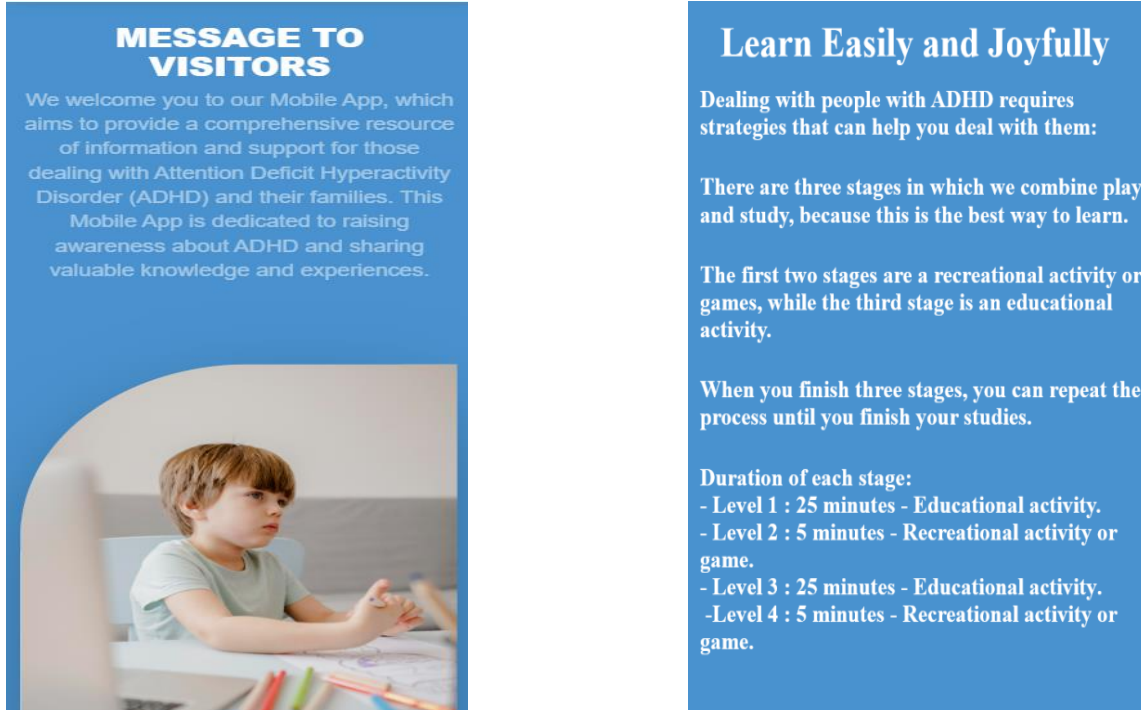 MESSAGE TO
VISITORS
We welcome you to our Mobile App, which
aims to provide a comprehensive resource
of information and support for those
dealing with Attention Deficit Hyperactivity
Disorder (ADHD) and their families. This
Mobile App is dedicated to raising
awareness about ADHD and sharing
valuable knowledge and experiences.
Learn Easily and Joyfully
Dealing with people with ADHD requires
strategies that can help you deal with them:
There are three stages in which we combine play
and study, because this is the best way to learn.
The first two stages are a recreational activity or
games, while the third stage is an educational
activity.
When you finish three stages, you can repeat the
process until you finish your studies.
Duration of each stage:
- Level 1 : 25 minutes - Educational activity.
- Level 2 : 5 minutes - Recreational activity or
game.
- Level 3 : 25 minutes - Educational activity.
-Level 4 : 5 minutes - Recreational activity or
game.